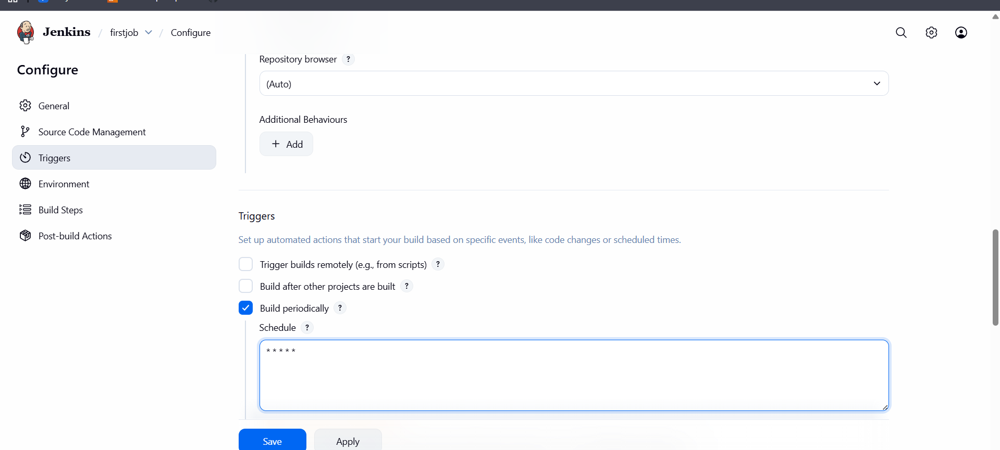 Jenkins / firstjob / Configure
Configure
General
Source Code Management
Triggers
Environment
Build Steps
Post-build Actions
Repository browser ?
(Auto)
Additional Behaviours
+ Add
Triggers
Set up automated actions that start your build based on specific events, like code changes or scheduled times.
Trigger builds remotely (e.g., from scripts) ?
Build after other projects are built ?
Build periodically ?
Schedule ?
* * * * *
Save Apply